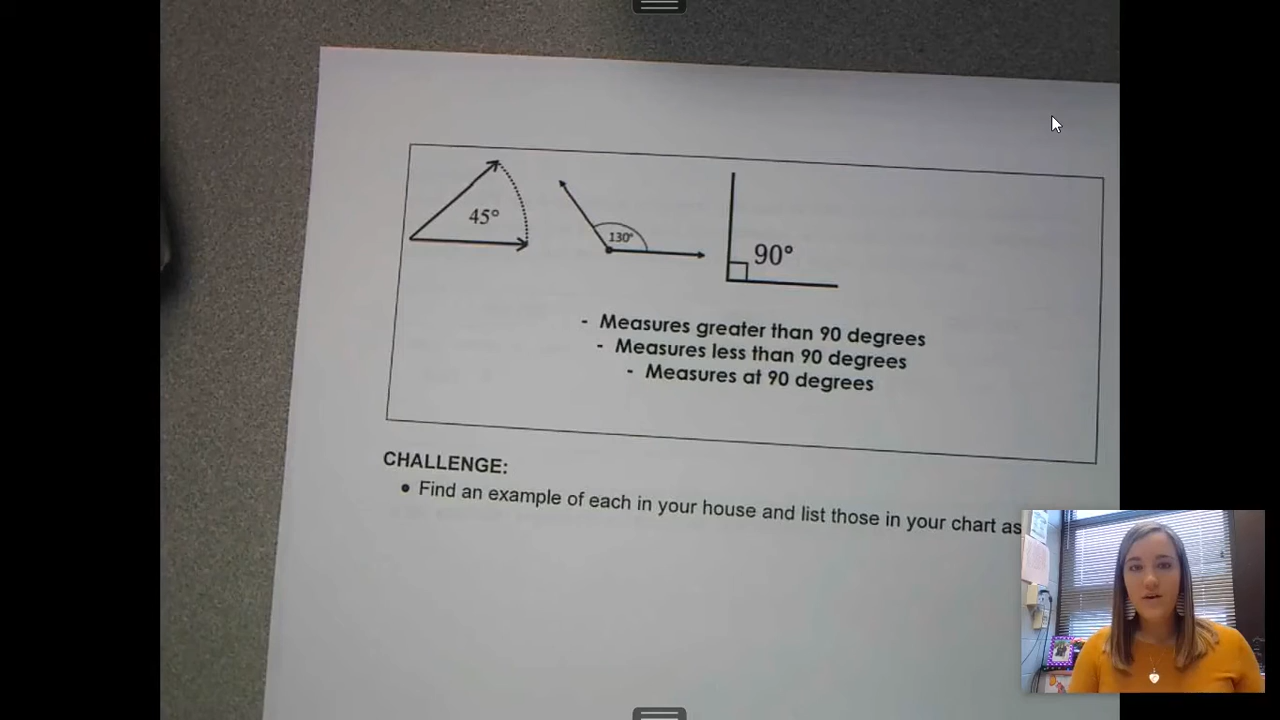 45° 130° 90°
- Measures greater than 90 degrees
- Measures less than 90 degrees
- Measures at 90 degrees
CHALLENGE:
• Find an example of each in your house and list those in your chart as